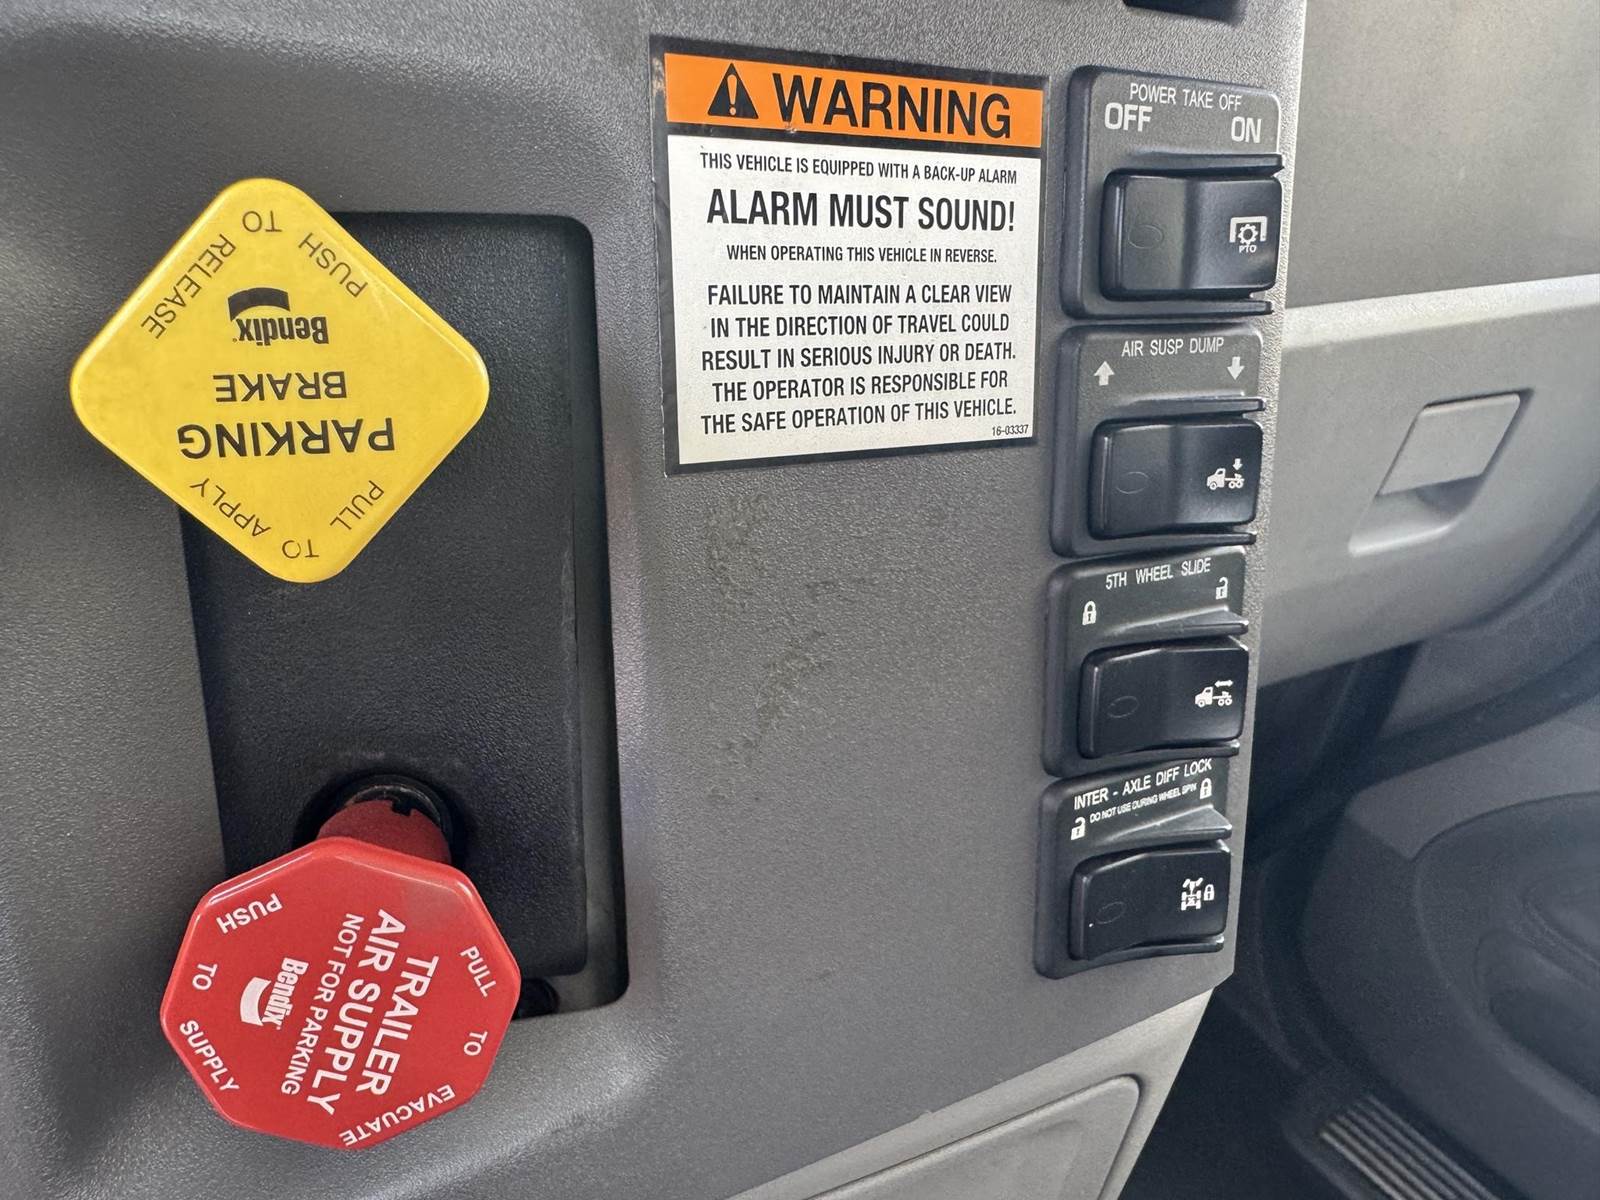 WARNING
THIS VEHICLE IS EQUIPPED WITH A BACK-UP ALARM
ALARM MUST SOUND!
WHEN OPERATING THIS VEHICLE IN REVERSE.
FAILURE TO MAINTAIN A CLEAR VIEW
IN THE DIRECTION OF TRAVEL COULD
RESULT IN SERIOUS INJURY OR DEATH.
THE OPERATOR IS RESPONSIBLE FOR
THE SAFE OPERATION OF THIS VEHICLE.
16-03337
POWER TAKE OFF
OFF ON
PTO
AIR SUSP DUMP
5TH WHEEL SLIDE
INTER - AXLE DIFF LOCK
DO NOT USE DURING WHEEL SPIN
PULL TO APPLY
PARKING
BRAKE
Bendix
PUSH TO RELEASE
PULL TO EVACUATE
TRAILER
AIR SUPPLY
NOT FOR PARKING
Bendix
PUSH TO SUPPLY